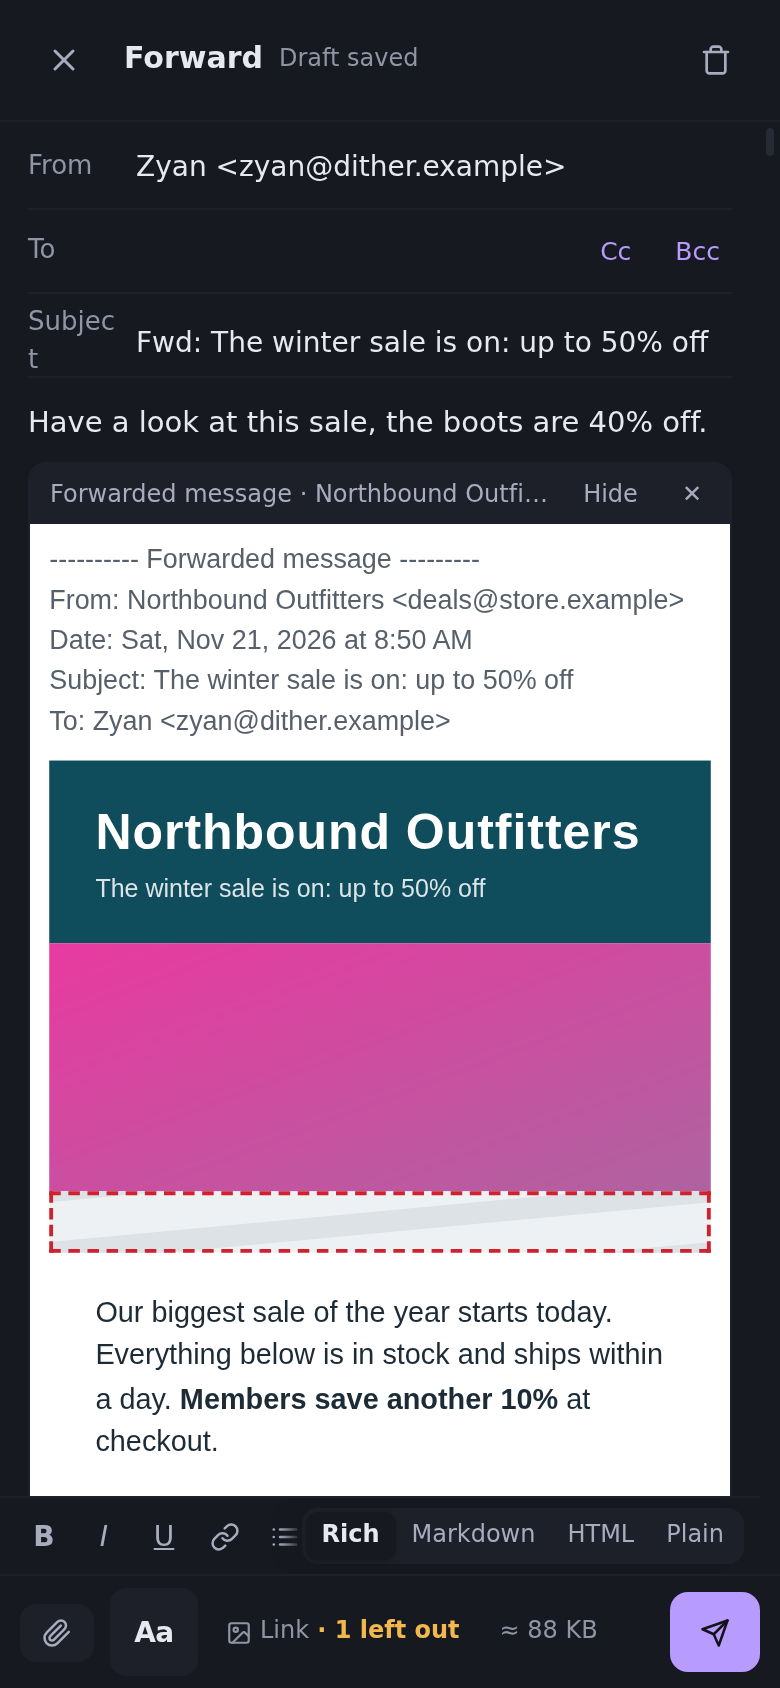 Forward Draft saved
From Zyan <zyan@dither.example>
To Cc Bcc
Subjec
t Fwd: The winter sale is on: up to 50% off
Have a look at this sale, the boots are 40% off.
Forwarded message · Northbound Outfi… Hide ✕
---------- Forwarded message ---------
From: Northbound Outfitters <deals@store.example>
Date: Sat, Nov 21, 2026 at 8:50 AM
Subject: The winter sale is on: up to 50% off
To: Zyan <zyan@dither.example>
Northbound Outfitters
The winter sale is on: up to 50% off
Our biggest sale of the year starts today.
Everything below is in stock and ships within
a day. Members save another 10% at
checkout.
B I U Rich Markdown HTML Plain
Aa Link · 1 left out ≈ 88 KB